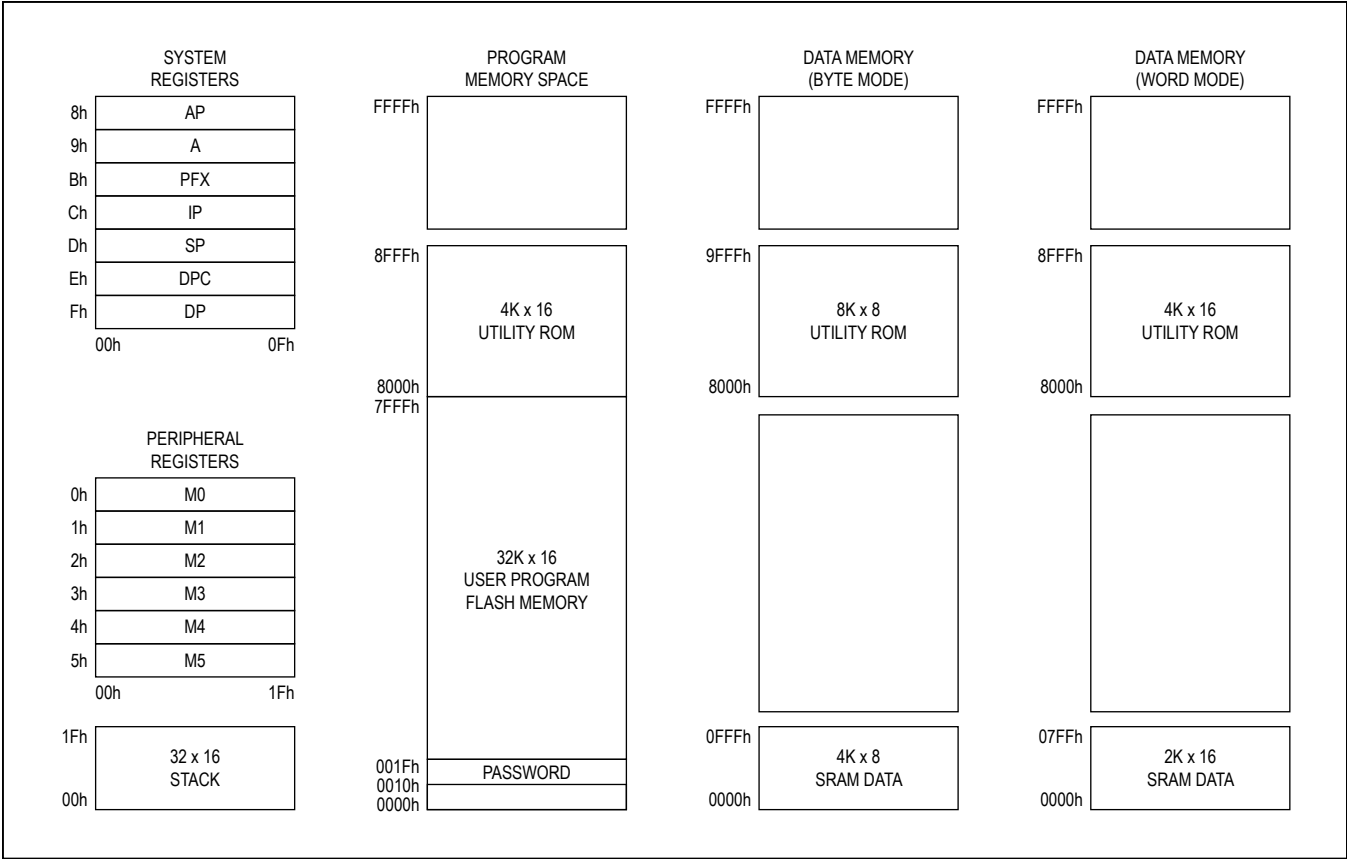 SYSTEM
REGISTERS
8h AP
9h A
Bh PFX
Ch IP
Dh SP
Eh DPC
Fh DP
00h 0Fh
PERIPHERAL
REGISTERS
0h M0
1h M1
2h M2
3h M3
4h M4
5h M5
00h 1Fh
1Fh
32 x 16
STACK
00h
PROGRAM
MEMORY SPACE
FFFFh
8FFFh
4K x 16
UTILITY ROM
8000h
7FFFh
32K x 16
USER PROGRAM
FLASH MEMORY
001Fh
PASSWORD
0010h
0000h
DATA MEMORY
(BYTE MODE)
FFFFh
9FFFh
8K x 8
UTILITY ROM
8000h
0FFFh
4K x 8
SRAM DATA
0000h
DATA MEMORY
(WORD MODE)
FFFFh
8FFFh
4K x 16
UTILITY ROM
8000h
07FFh
2K x 16
SRAM DATA
0000h